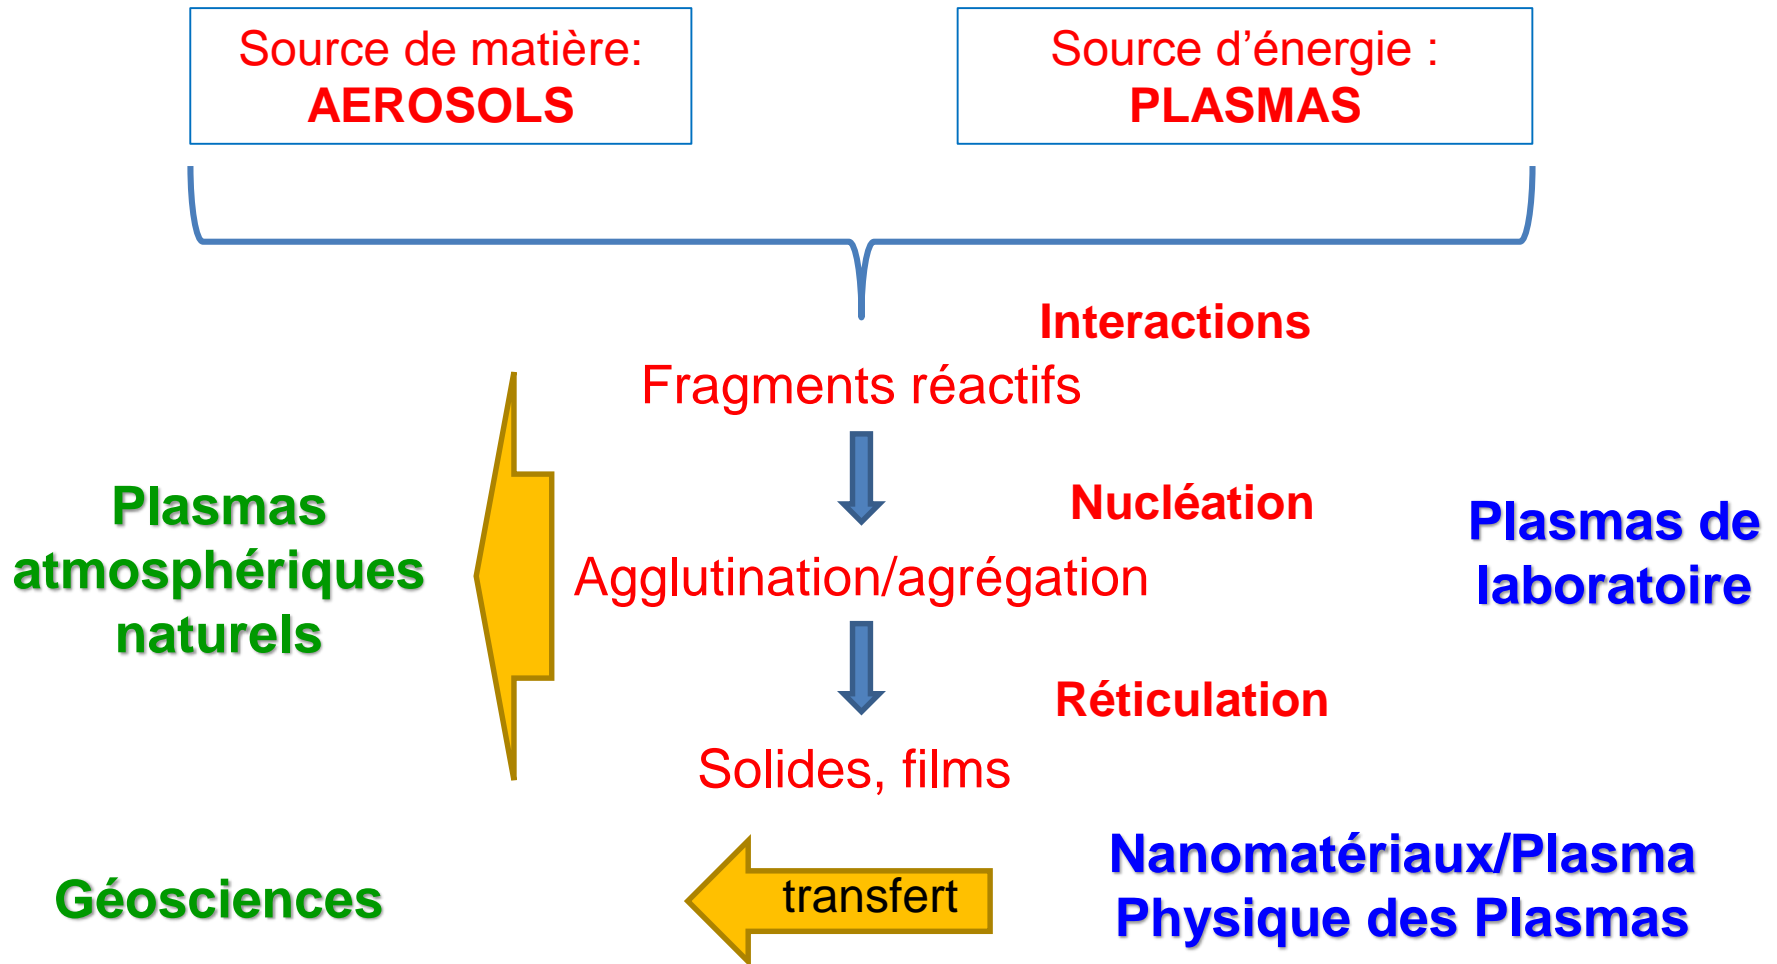 Source de matière:
AEROSOLS
Source d’énergie :
PLASMAS
Interactions
Fragments réactifs
Nucléation
Plasmas
atmosphériques
naturels
Agglutination/agrégation
Plasmas de
laboratoire
Réticulation
Solides, films
Géosciences
transfert
Nanomatériaux/Plasma
Physique des Plasmas